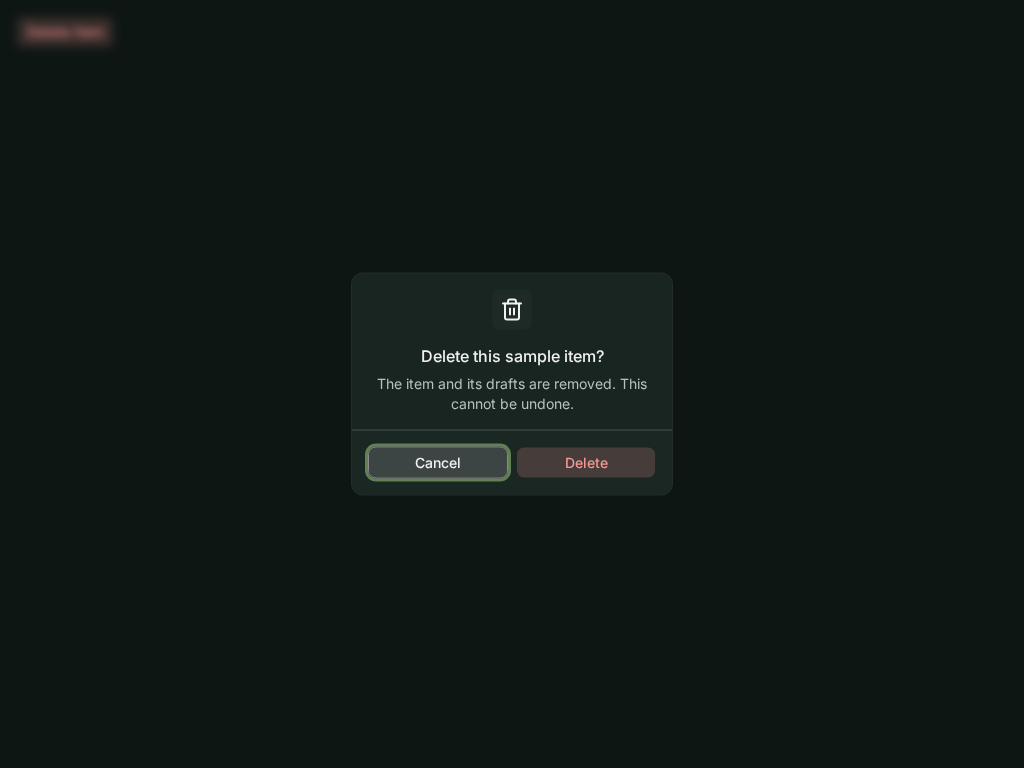 Delete this sample item?
The item and its drafts are removed. This
cannot be undone.
Cancel
Delete